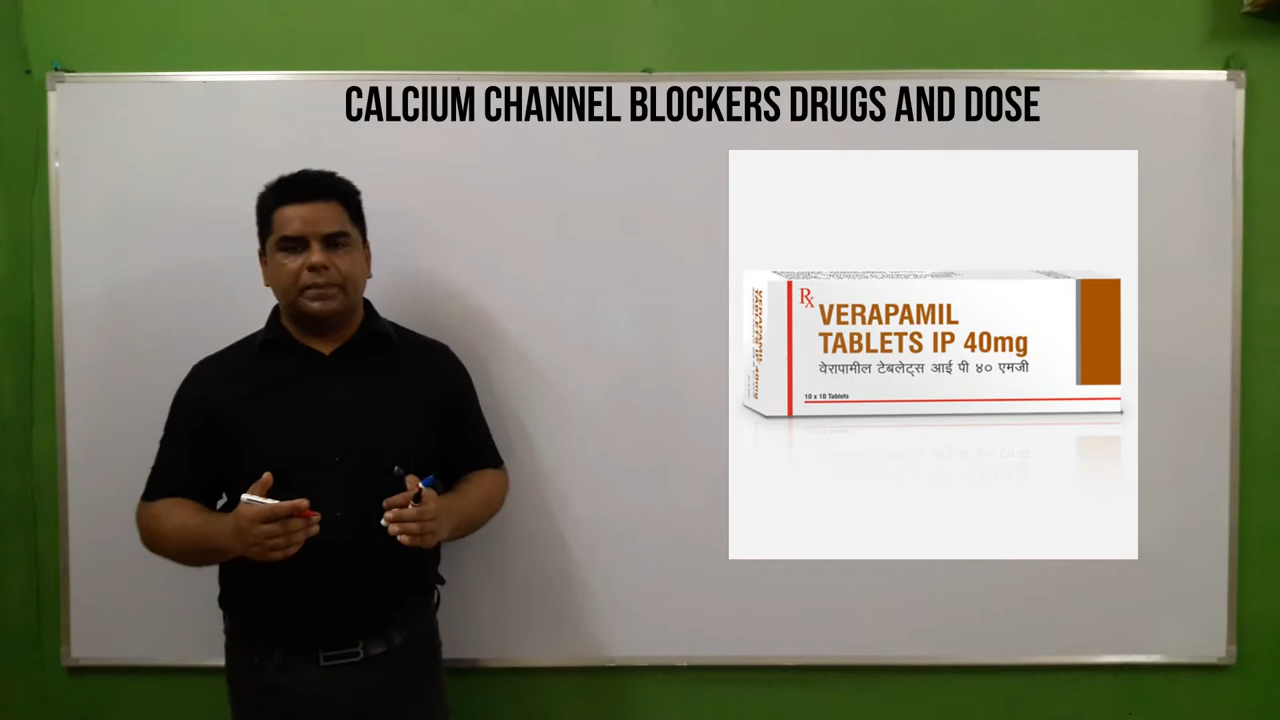 CALCIUM CHANNEL BLOCKERS DRUGS AND DOSE
Rx
VERAPAMIL
TABLETS IP 40mg
वेरापामील टेबलेट्स आई पी ४० एमजी
10 x 10 Tablets